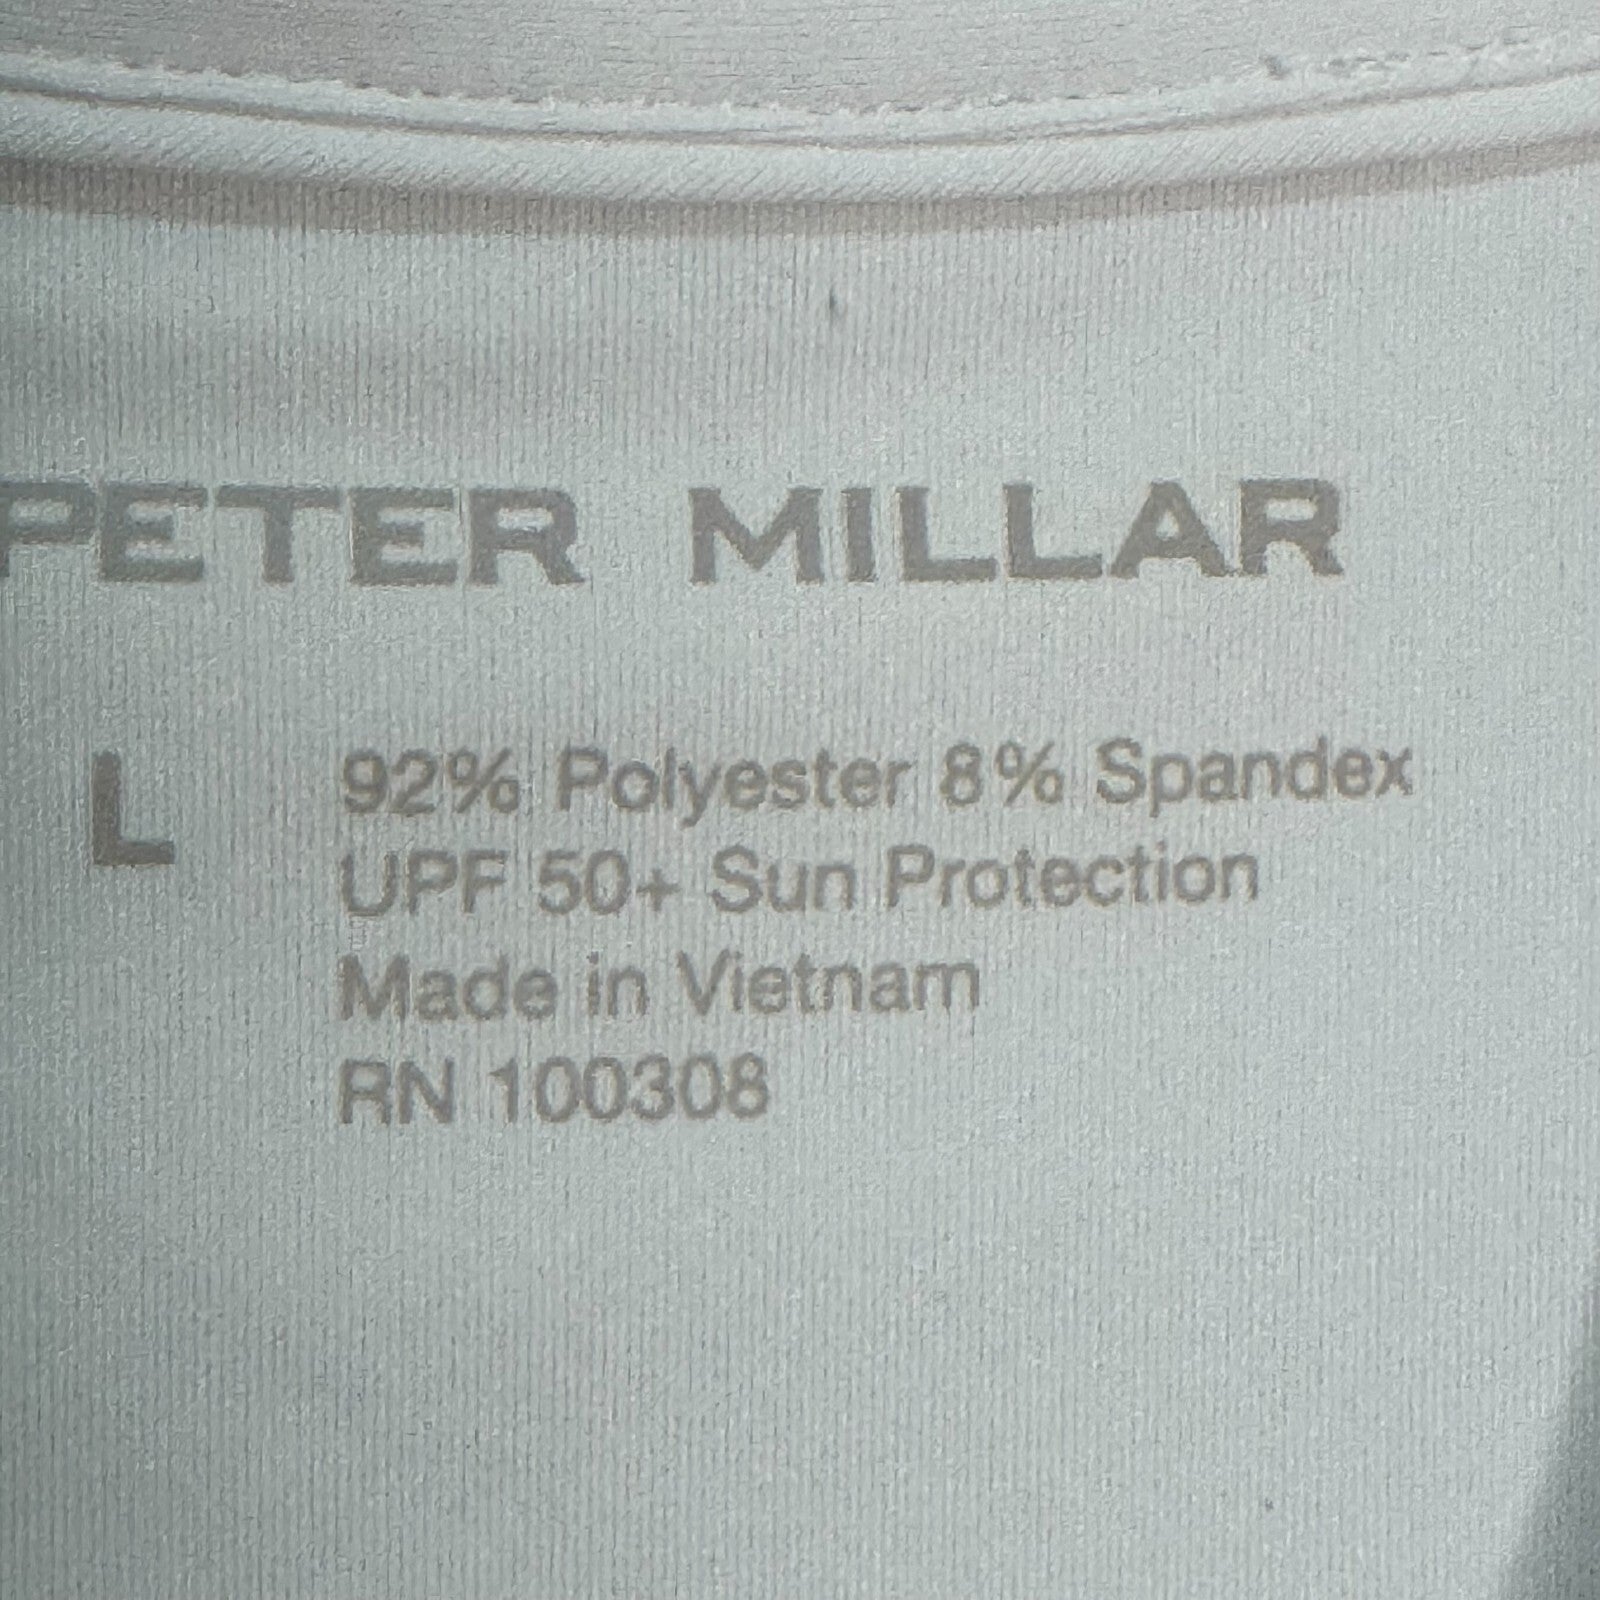 PETER MILLAR
L
92% Polyester 8% Spandex
UPF 50+ Sun Protection
Made in Vietnam
RN 100308